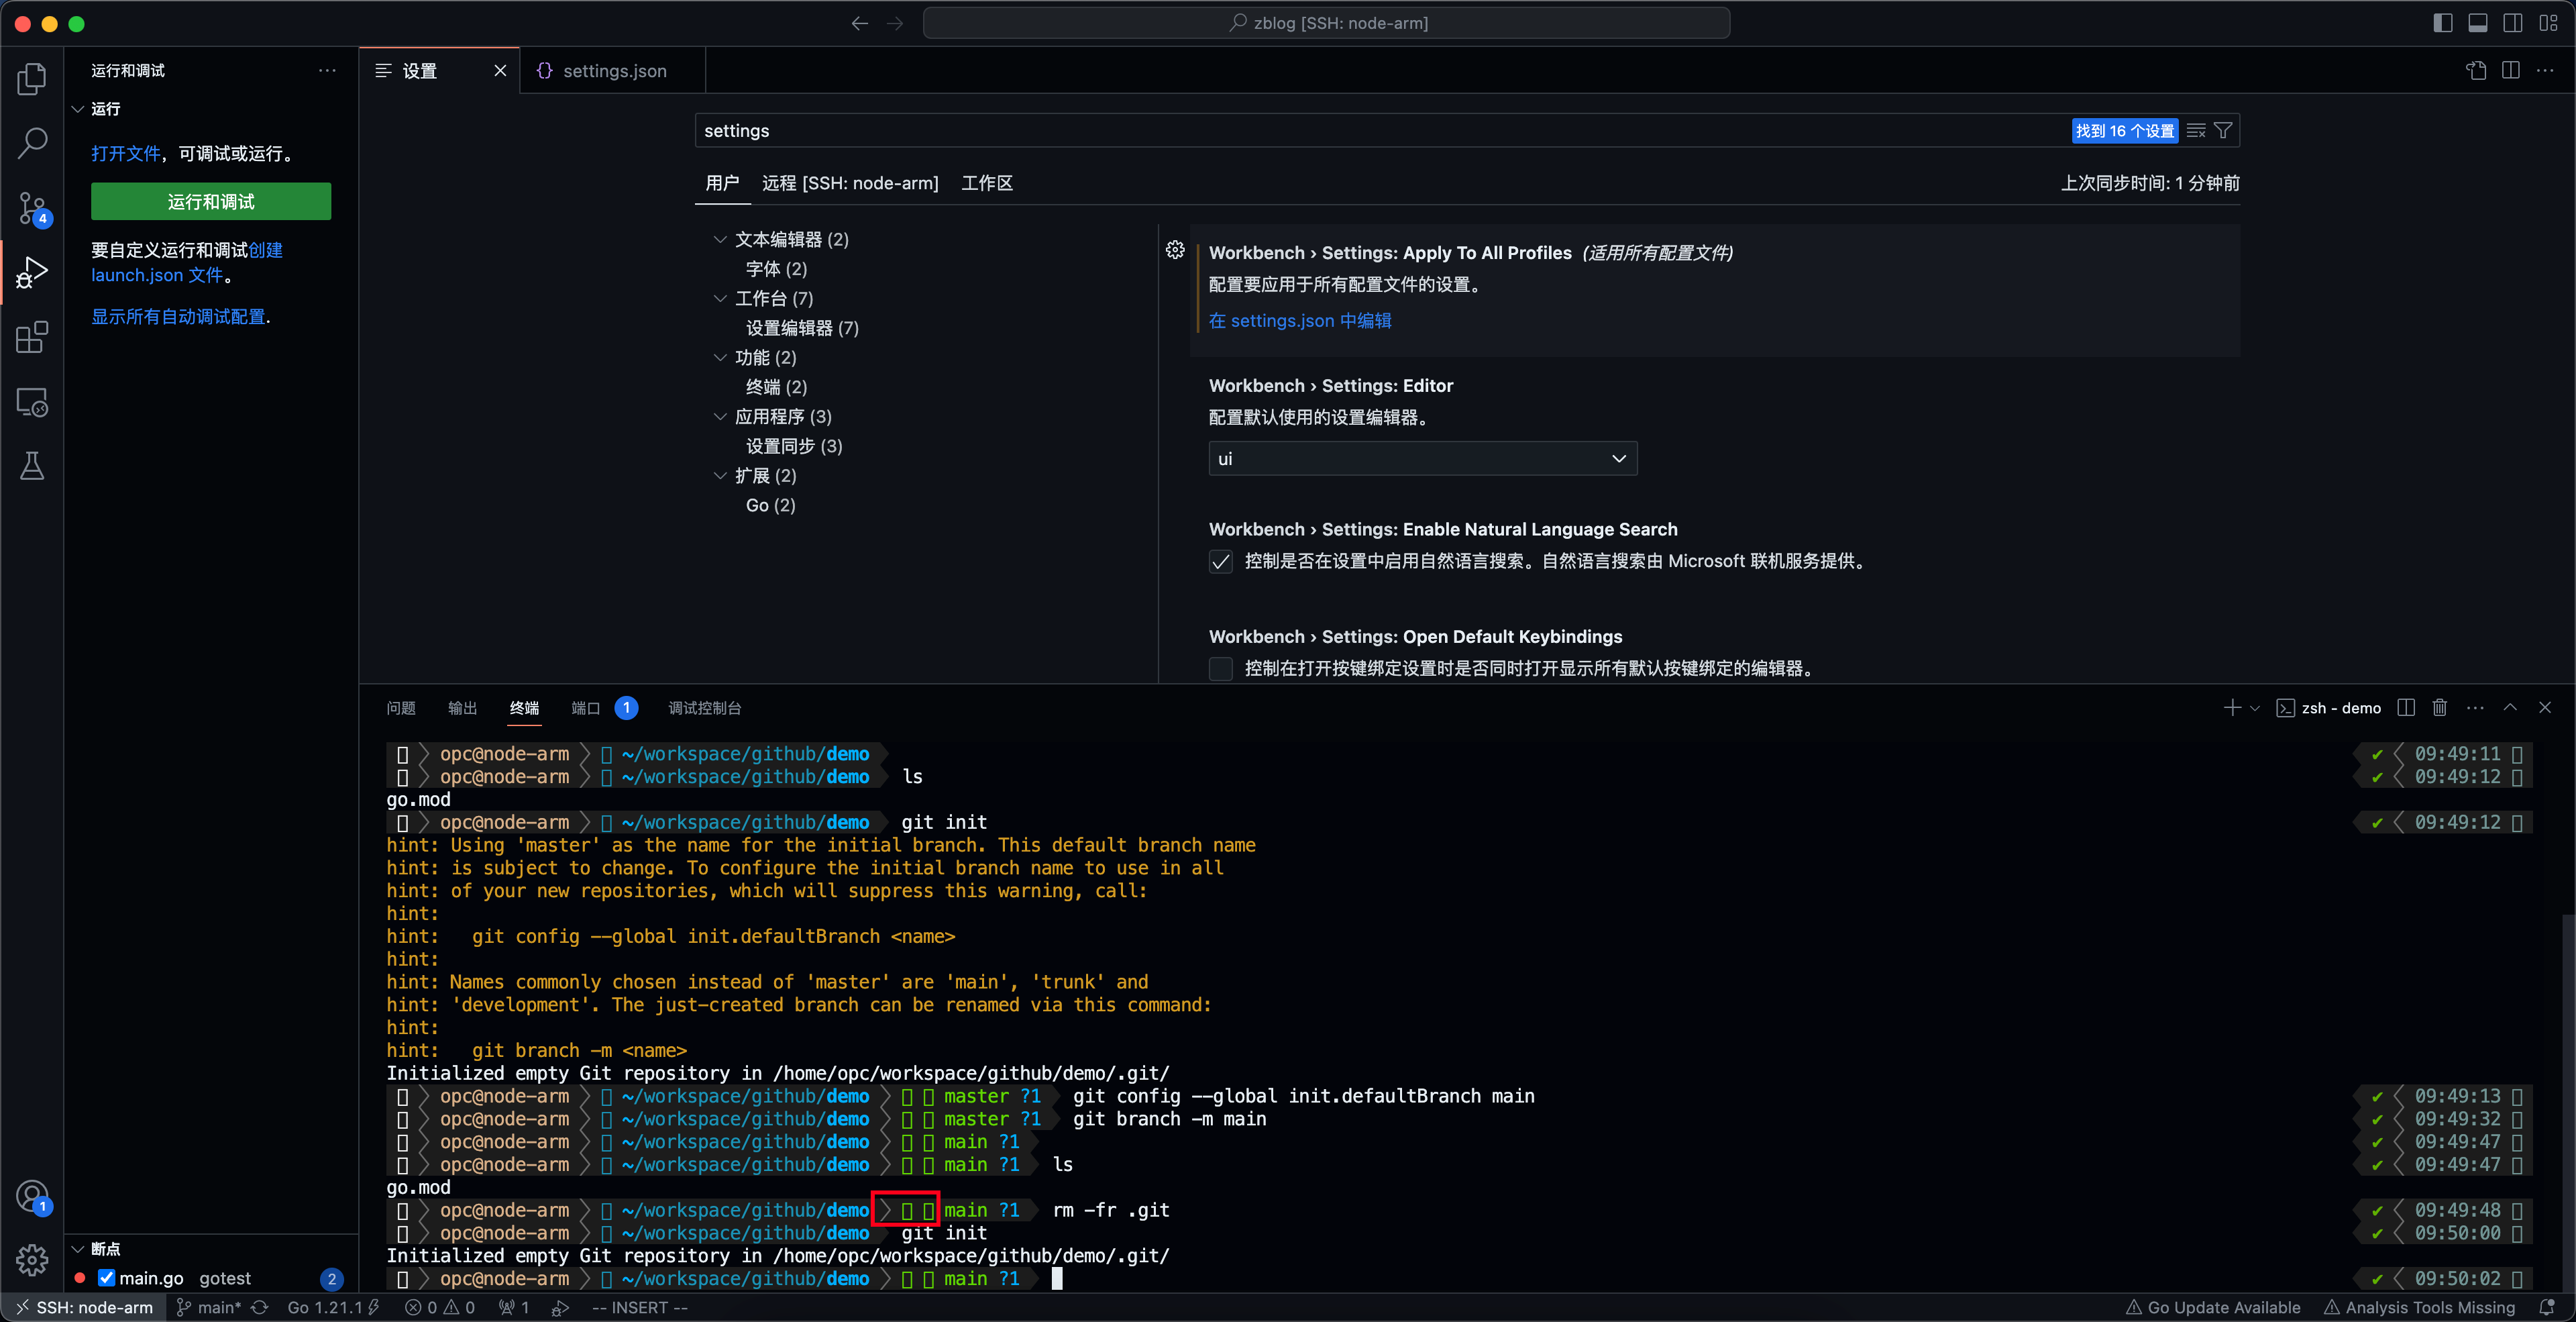 zblog [SSH: node-arm]
运行和调试
设置
settings.json
运行
打开文件，可调试或运行。
运行和调试
要自定义运行和调试创建
launch.json 文件。
显示所有自动调试配置.
4
settings
找到 16 个设置
用户
远程 [SSH: node-arm]
工作区
上次同步时间: 1 分钟前
文本编辑器 (2)
字体 (2)
工作台 (7)
设置编辑器 (7)
功能 (2)
终端 (2)
应用程序 (3)
设置同步 (3)
扩展 (2)
Go (2)
Workbench › Settings: Apply To All Profiles (适用所有配置文件)
配置要应用于所有配置文件的设置。
在 settings.json 中编辑
Workbench › Settings: Editor
配置默认使用的设置编辑器。
ui
Workbench › Settings: Enable Natural Language Search
控制是否在设置中启用自然语言搜索。自然语言搜索由 Microsoft 联机服务提供。
Workbench › Settings: Open Default Keybindings
控制在打开按键绑定设置时是否同时打开显示所有默认按键绑定的编辑器。
问题 输出 终端 端口 1 调试控制台
zsh - demo
opc@node-arm ~/workspace/github/demo 09:49:11
opc@node-arm ~/workspace/github/demo ls 09:49:12
go.mod
opc@node-arm ~/workspace/github/demo git init 09:49:12
hint: Using 'master' as the name for the initial branch. This default branch name
hint: is subject to change. To configure the initial branch name to use in all
hint: of your new repositories, which will suppress this warning, call:
hint:
hint: git config --global init.defaultBranch <name>
hint:
hint: Names commonly chosen instead of 'master' are 'main', 'trunk' and
hint: 'development'. The just-created branch can be renamed via this command:
hint:
hint: git branch -m <name>
Initialized empty Git repository in /home/opc/workspace/github/demo/.git/
opc@node-arm ~/workspace/github/demo master ?1 git config --global init.defaultBranch main 09:49:13
opc@node-arm ~/workspace/github/demo master ?1 git branch -m main 09:49:32
opc@node-arm ~/workspace/github/demo main ?1 09:49:47
opc@node-arm ~/workspace/github/demo main ?1 ls 09:49:47
go.mod
opc@node-arm ~/workspace/github/demo main ?1 rm -fr .git 09:49:48
opc@node-arm ~/workspace/github/demo git init 09:50:00
Initialized empty Git repository in /home/opc/workspace/github/demo/.git/
opc@node-arm ~/workspace/github/demo main ?1 09:50:02
1
断点
main.go gotest 2
SSH: node-arm main* Go 1.21.1 0 0 1 -- INSERT -- Go Update Available Analysis Tools Missing